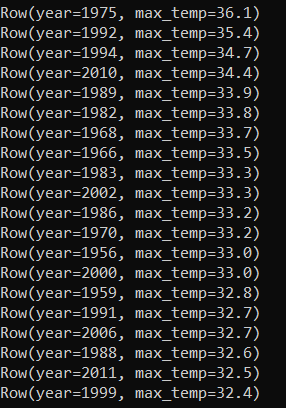 Row(year=1975, max_temp=36.1)
Row(year=1992, max_temp=35.4)
Row(year=1994, max_temp=34.7)
Row(year=2010, max_temp=34.4)
Row(year=1989, max_temp=33.9)
Row(year=1982, max_temp=33.8)
Row(year=1968, max_temp=33.7)
Row(year=1966, max_temp=33.5)
Row(year=1983, max_temp=33.3)
Row(year=2002, max_temp=33.3)
Row(year=1986, max_temp=33.2)
Row(year=1970, max_temp=33.2)
Row(year=1956, max_temp=33.0)
Row(year=2000, max_temp=33.0)
Row(year=1959, max_temp=32.8)
Row(year=1991, max_temp=32.7)
Row(year=2006, max_temp=32.7)
Row(year=1988, max_temp=32.6)
Row(year=2011, max_temp=32.5)
Row(year=1999, max_temp=32.4)